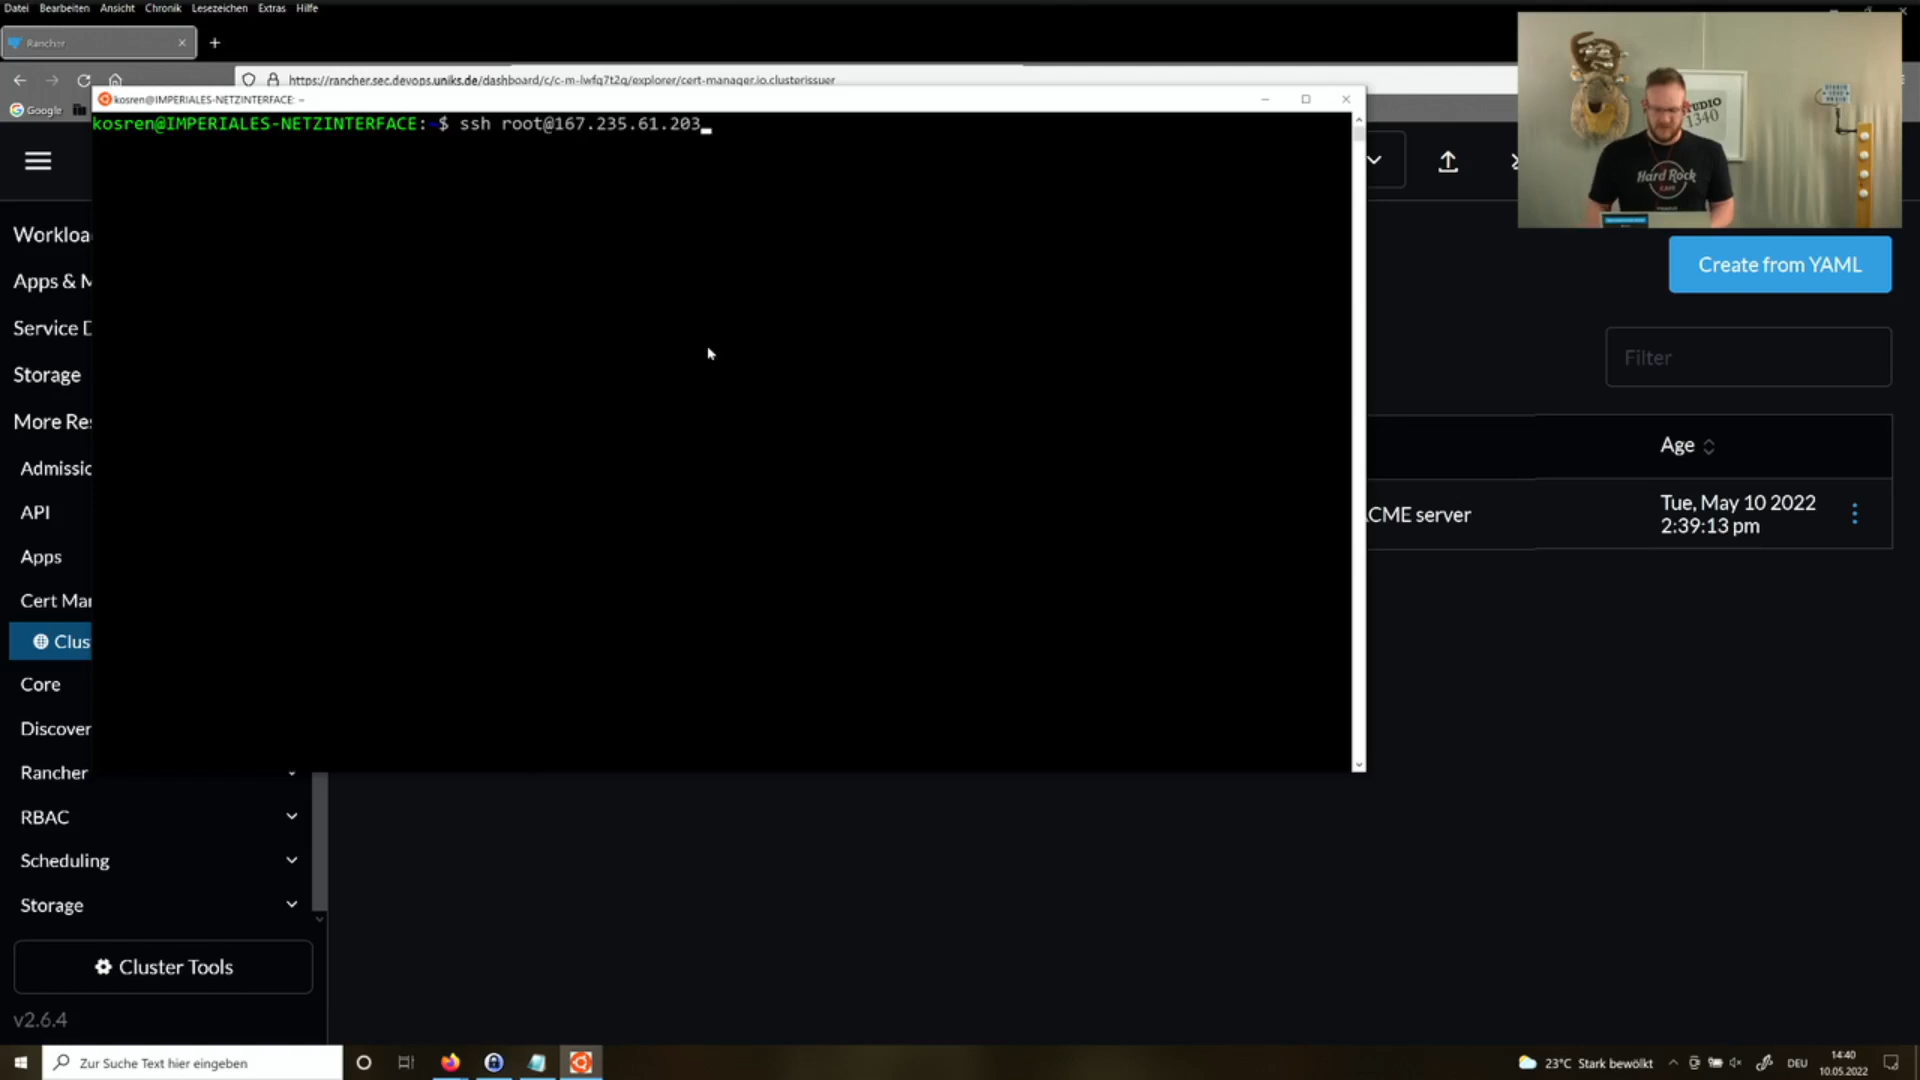 Datei Bearbeiten Ansicht Chronik Lesezeichen Extras Hilfe
Rancher
https://rancher.sec.devops.uniks.de/dashboard/c/c-m-lwfq7t2q/explorer/cert-manager.io.clusterissuer
Google
kosren@IMPERIALES-NETZINTERFACE: ~
kosren@IMPERIALES-NETZINTERFACE:~$ ssh root@167.235.61.203
STUDIO
1340
Hard Rock
CAFE
Create from YAML
Filter
Age
CME server
Tue, May 10 2022
2:39:13 pm
Workloa
Apps & M
Service D
Storage
More Res
Admissio
API
Apps
Cert Man
Clus
Core
Discover
Rancher
RBAC
Scheduling
Storage
Cluster Tools
v2.6.4
Zur Suche Text hier eingeben
23°C Stark bewölkt
DEU
14:40
10.05.2022